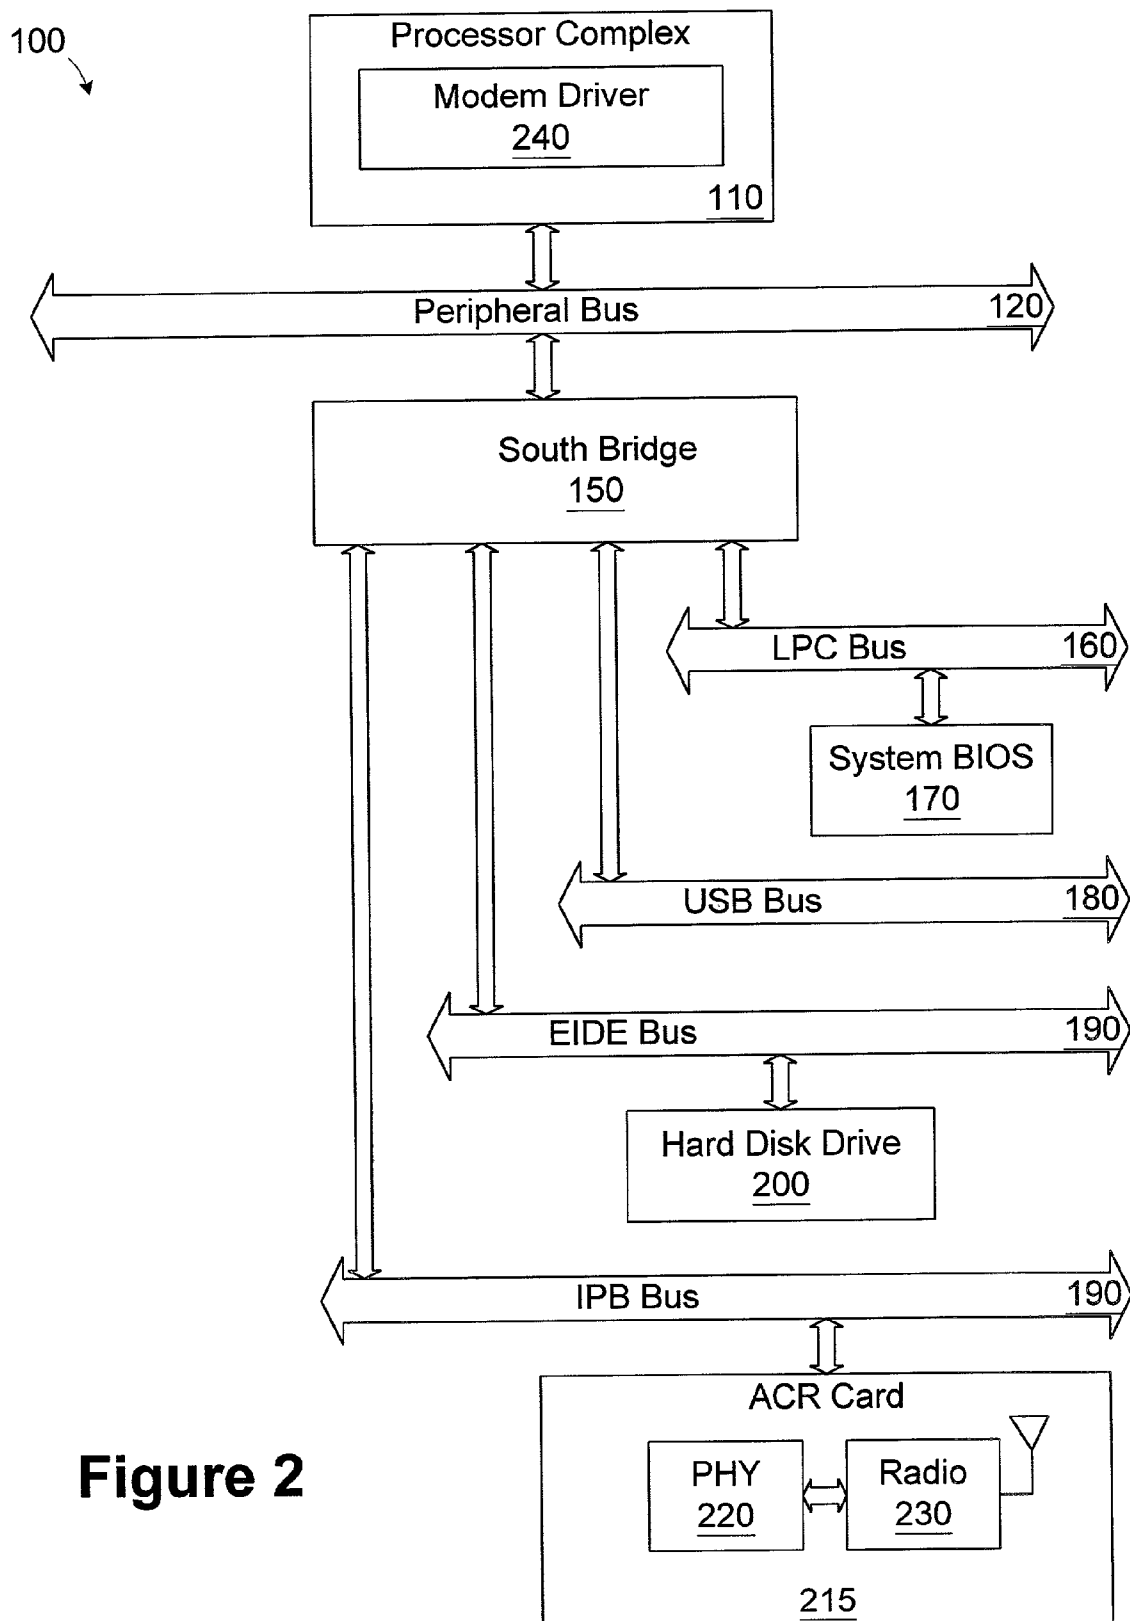 100
Processor Complex
Modem Driver
240
110
Peripheral Bus
120
South Bridge
150
LPC Bus
160
System BIOS
170
USB Bus
180
EIDE Bus
190
Hard Disk Drive
200
IPB Bus
190
ACR Card
PHY
220
Radio
230
215
Figure 2